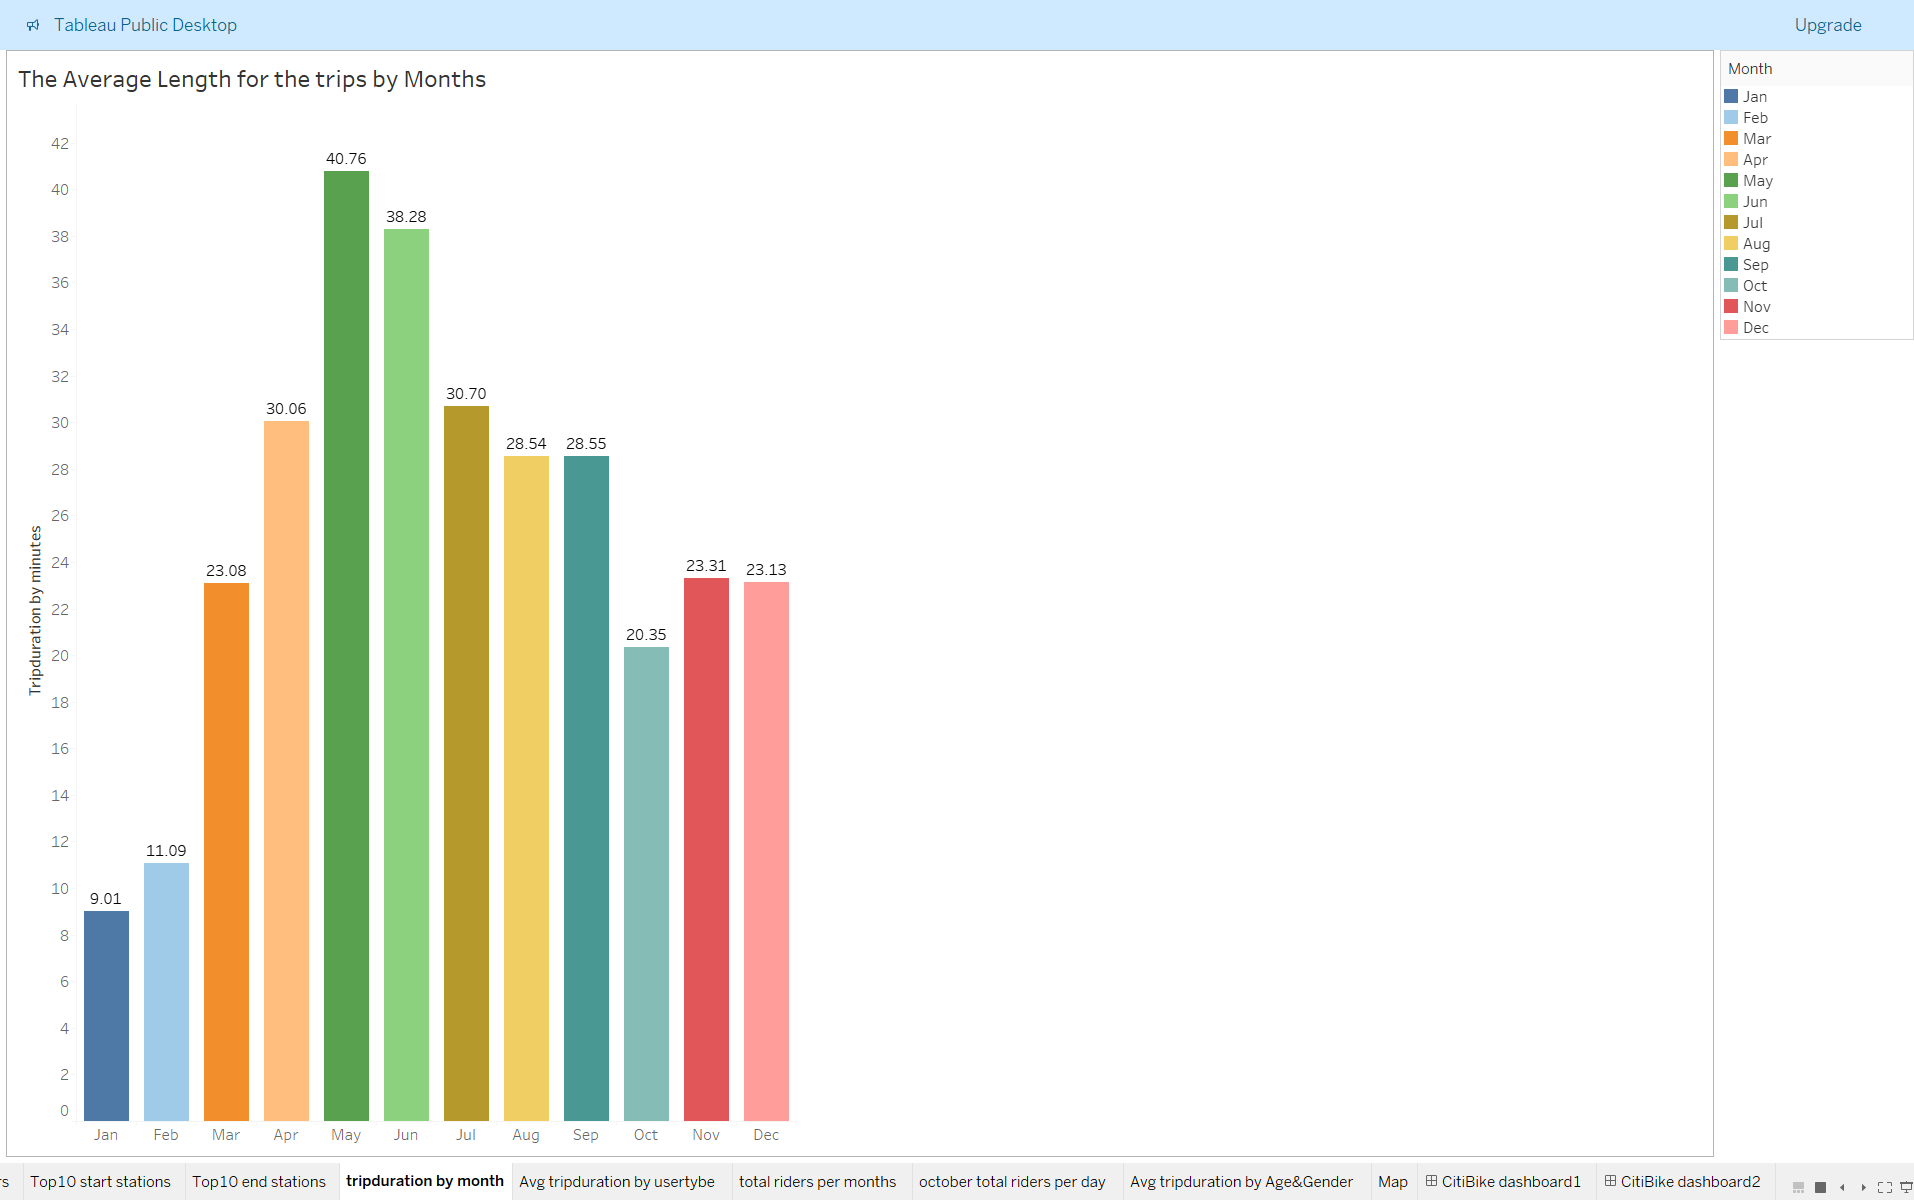 Tableau Public Desktop
Upgrade
The Average Length for the trips by Months
Month
Jan
Feb
Mar
Apr
May
Jun
Jul
Aug
Sep
Oct
Nov
Dec
Tripduration by minutes
42
40
38
36
34
32
30
28
26
24
22
20
18
16
14
12
10
8
6
4
2
0
9.01
11.09
23.08
30.06
40.76
38.28
30.70
28.54
28.55
20.35
23.31
23.13
Jan Feb Mar Apr May Jun Jul Aug Sep Oct Nov Dec
Top10 start stations Top10 end stations tripduration by month Avg tripduration by usertybe total riders per months october total riders per day Avg tripduration by Age&Gender Map CitiBike dashboard1 CitiBike dashboard2